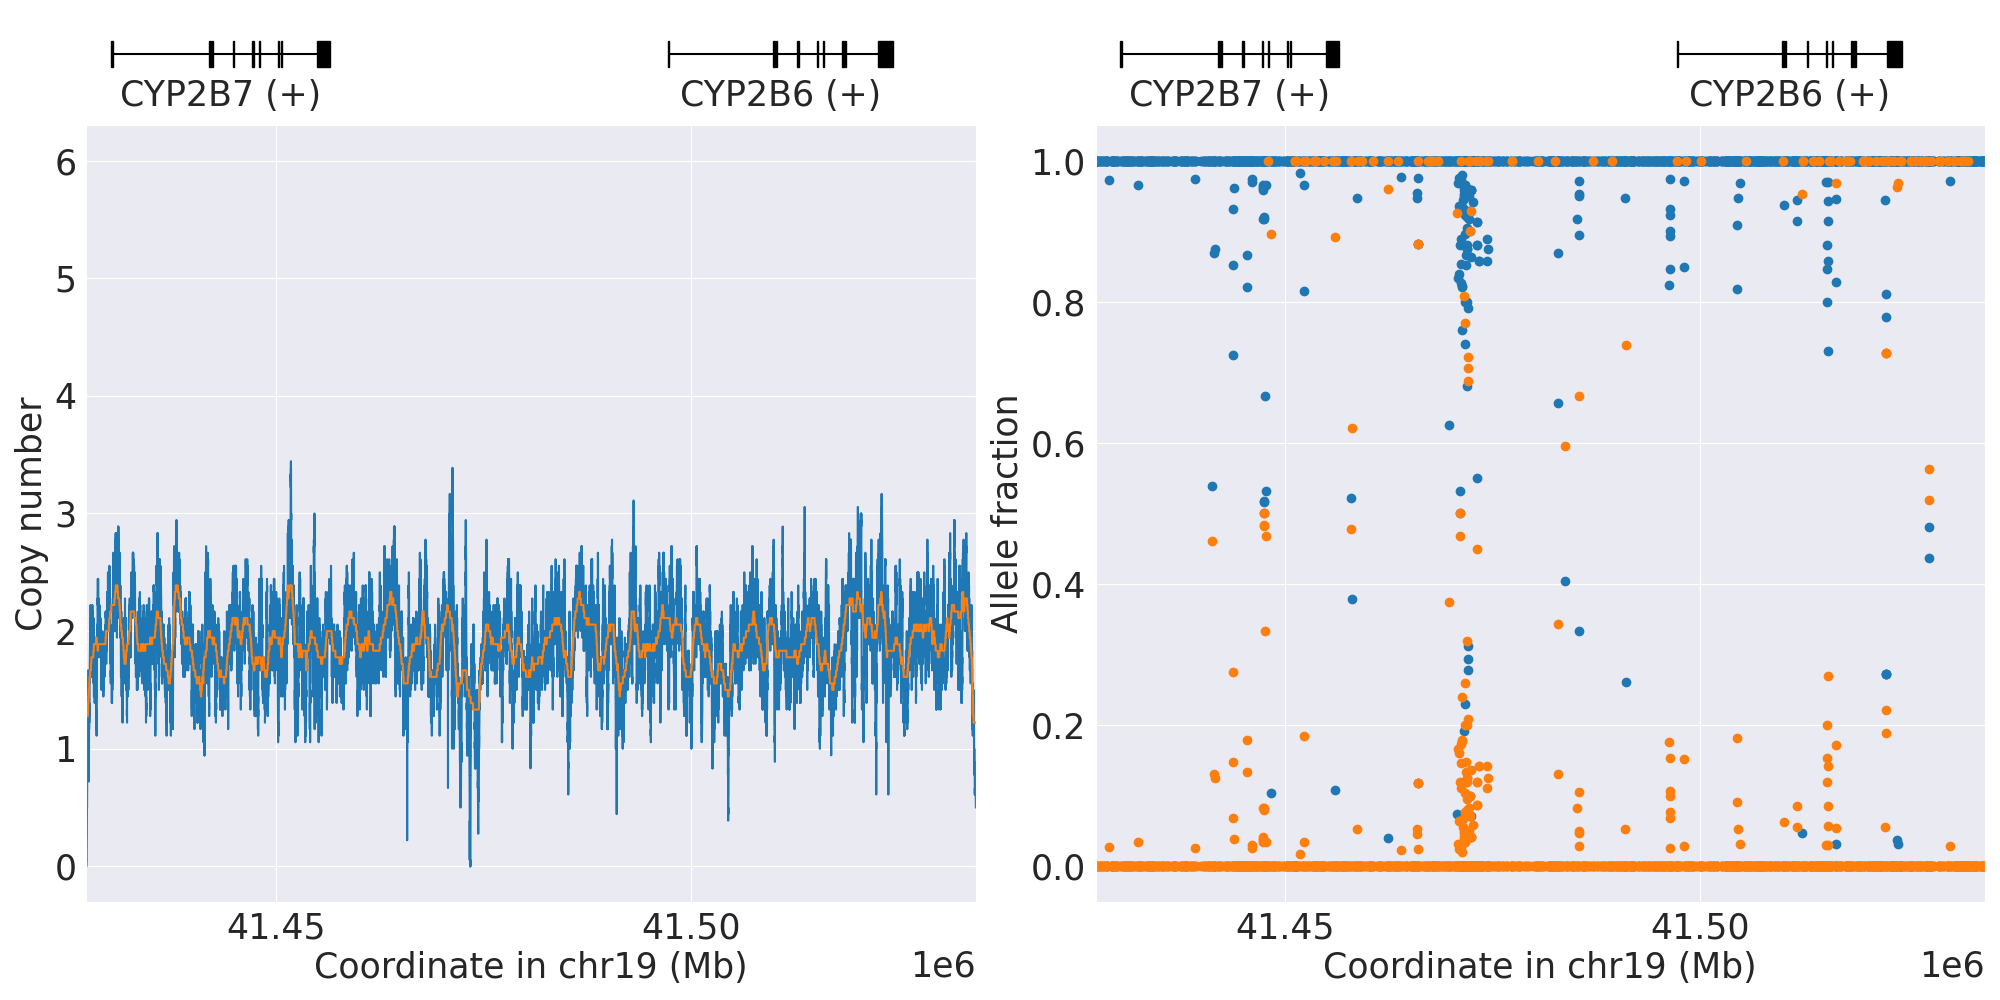 CYP2B7 (+)
CYP2B6 (+)
6
5
4
3
2
1
0
Copy number
41.45
41.50
Coordinate in chr19 (Mb)
1e6
CYP2B7 (+)
CYP2B6 (+)
1.0
0.8
0.6
0.4
0.2
0.0
Allele fraction
41.45
41.50
Coordinate in chr19 (Mb)
1e6